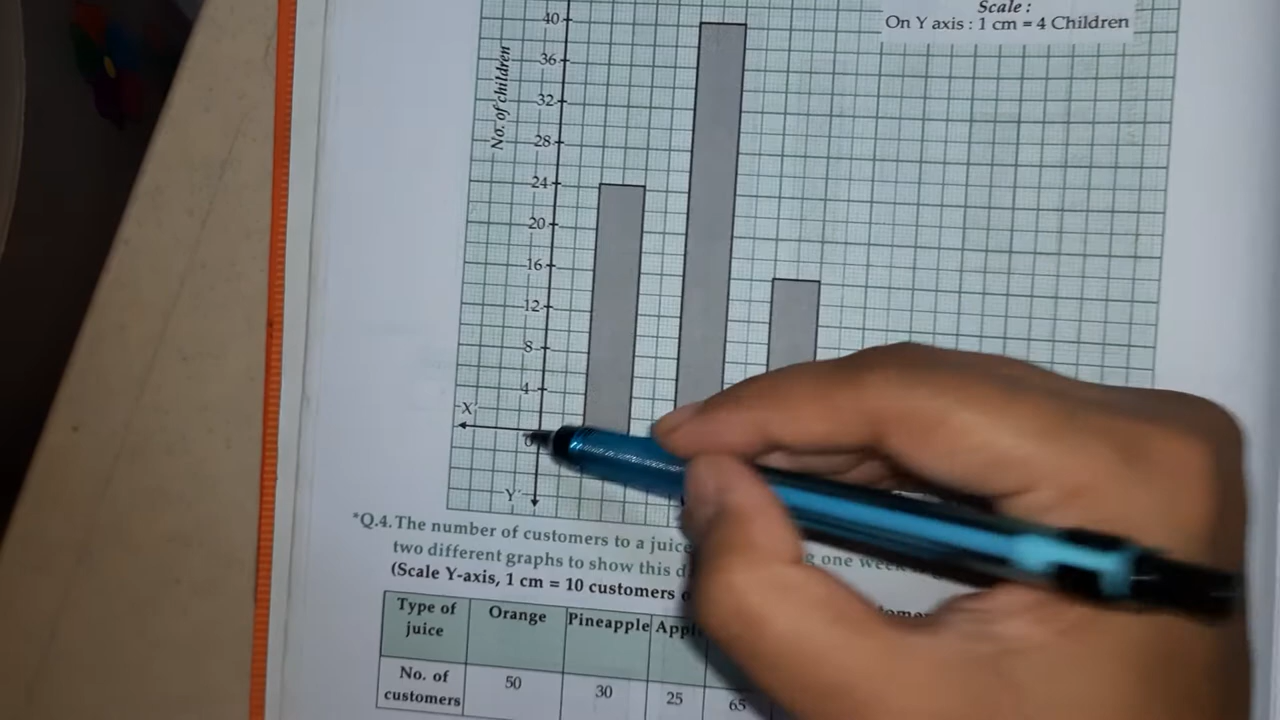 Scale :
On Y axis : 1 cm = 4 Children
No. of children
40
36
32
28
24
20
16
12
8
4
X'
0
Y'
*Q.4. The number of customers to a juice
two different graphs to show this
(Scale Y-axis, 1 cm = 10 customers
Type of juice Orange Pineapple
No. of customers 50 30 25 65